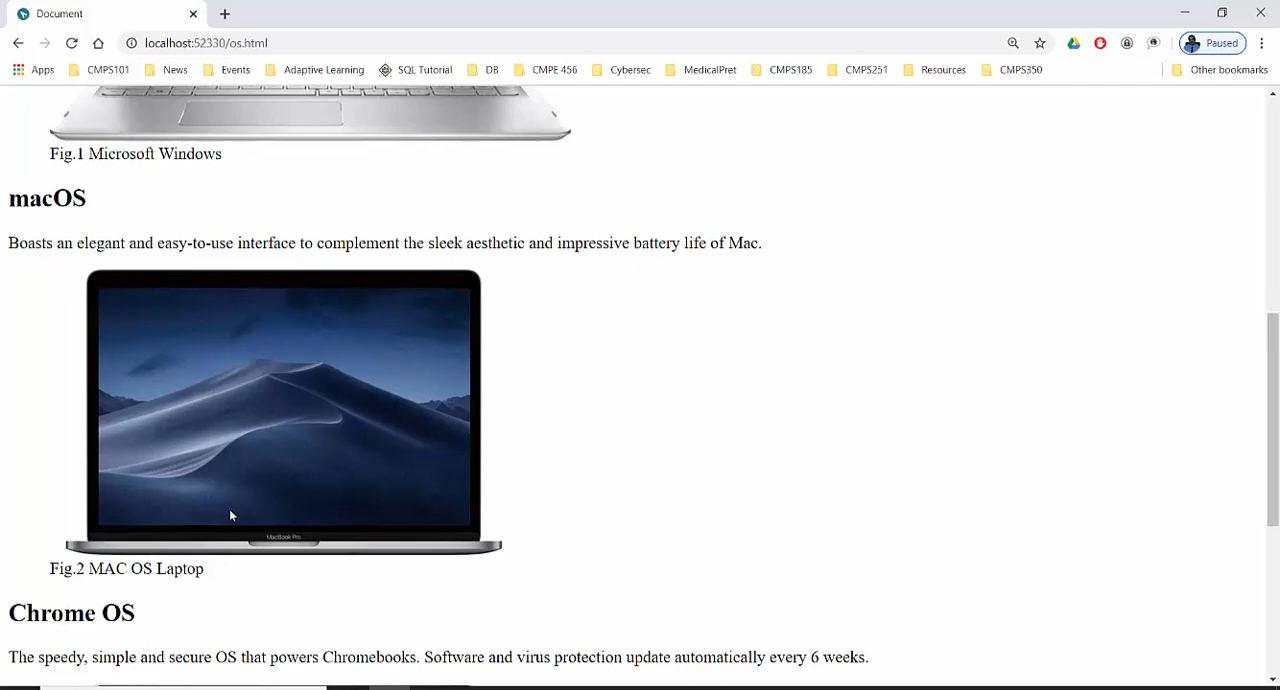 Document
localhost:52330/os.html
Paused
Apps CMPS101 News Events Adaptive Learning SQL Tutorial DB CMPE 456 Cybersec MedicalPret CMPS185 CMPS251 Resources CMPS350 Other bookmarks
Fig.1 Microsoft Windows
macOS
Boasts an elegant and easy-to-use interface to complement the sleek aesthetic and impressive battery life of Mac.
MacBook Pro
Fig.2 MAC OS Laptop
Chrome OS
The speedy, simple and secure OS that powers Chromebooks. Software and virus protection update automatically every 6 weeks.